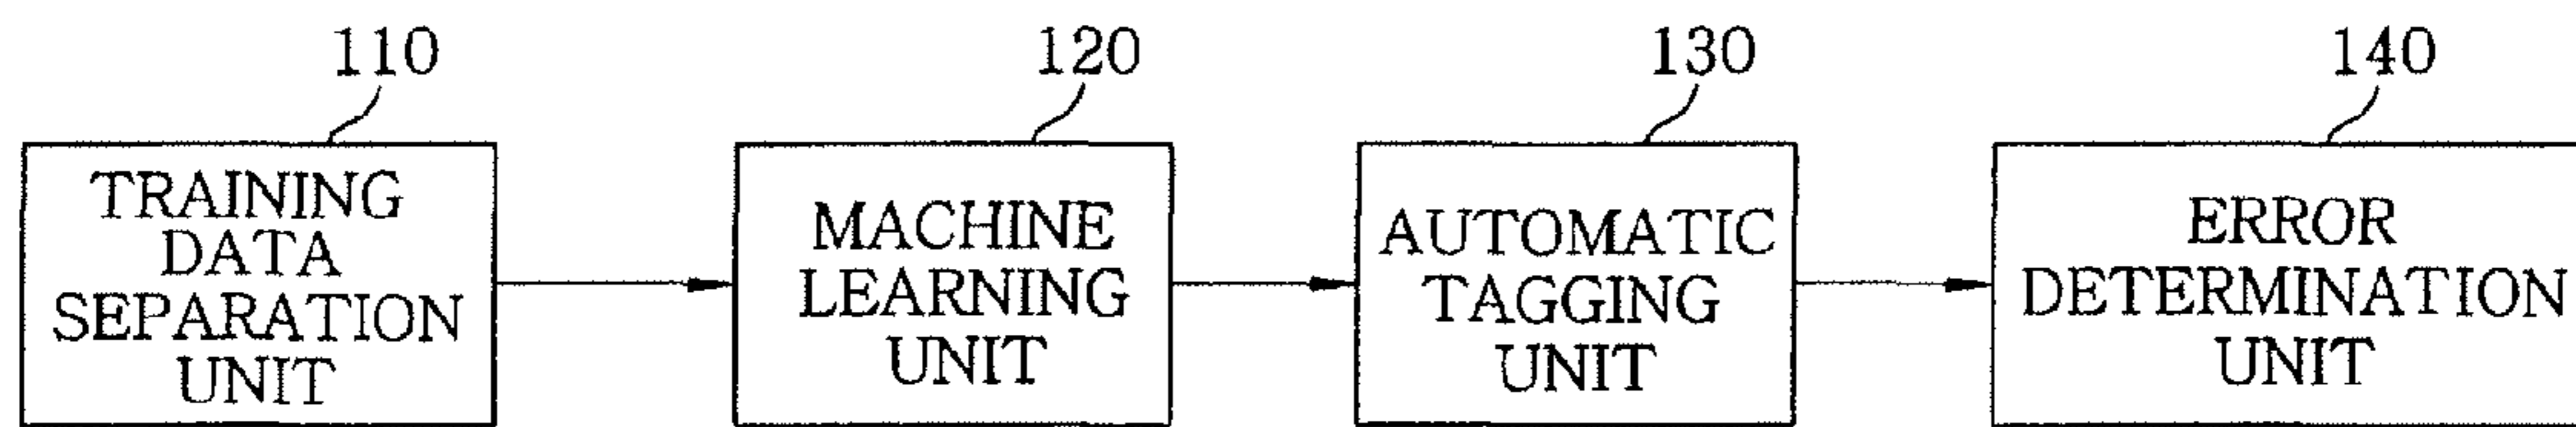 110
120
130
140
TRAINING
DATA
SEPARATION
UNIT
MACHINE
LEARNING
UNIT
AUTOMATIC
TAGGING
UNIT
ERROR
DETERMINATION
UNIT